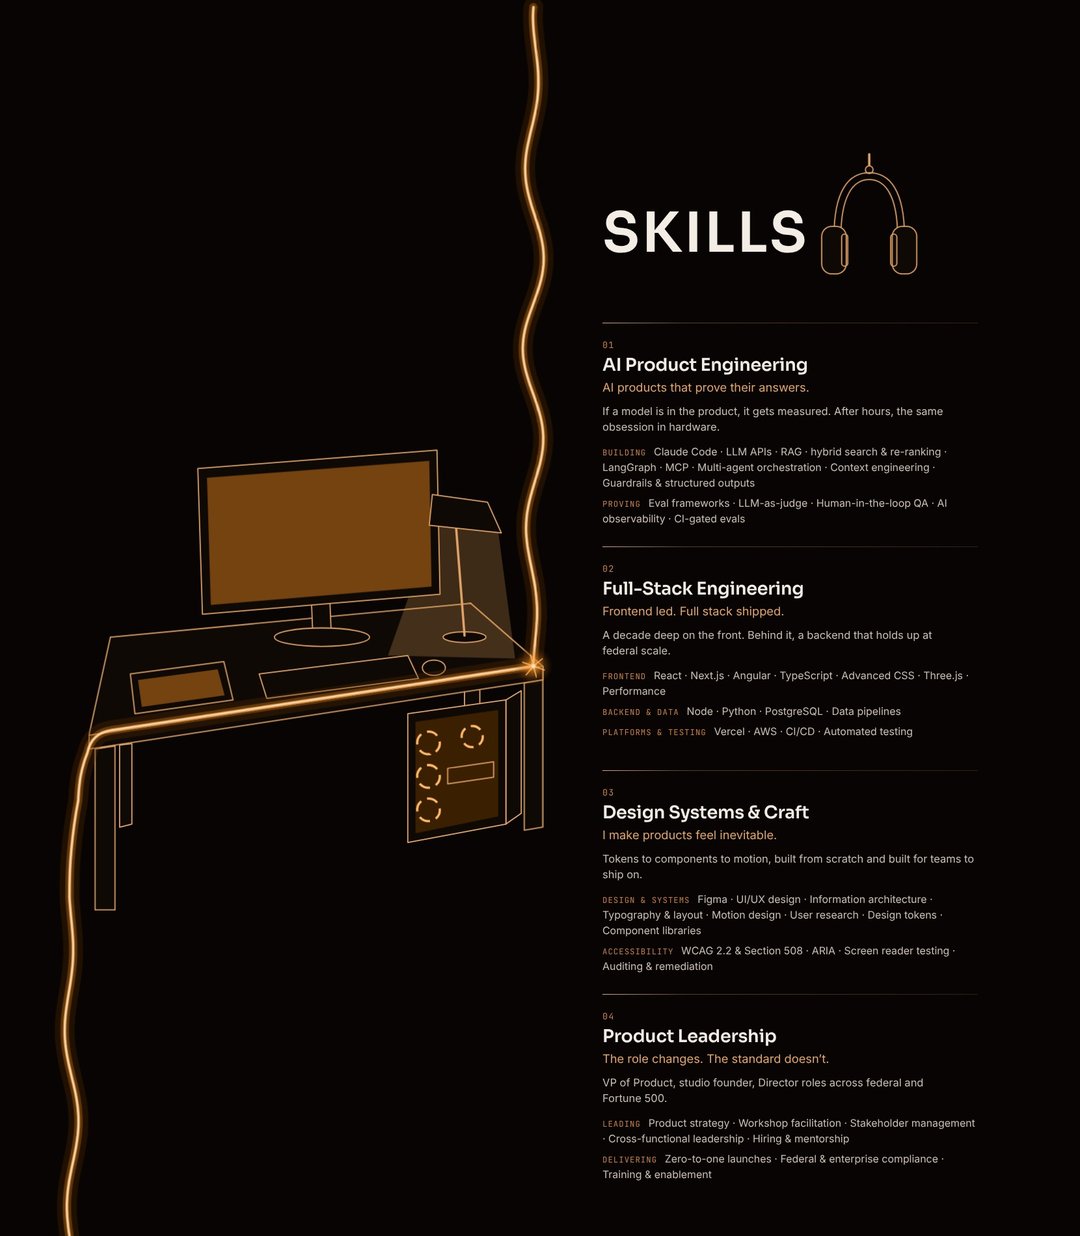 SKILLS
01
AI Product Engineering
AI products that prove their answers.
If a model is in the product, it gets measured. After hours, the same
obsession in hardware.
BUILDING Claude Code · LLM APIs · RAG · hybrid search & re-ranking ·
LangGraph · MCP · Multi-agent orchestration · Context engineering ·
Guardrails & structured outputs
PROVING Eval frameworks · LLM-as-judge · Human-in-the-loop QA · AI
observability · CI-gated evals
02
Full-Stack Engineering
Frontend led. Full stack shipped.
A decade deep on the front. Behind it, a backend that holds up at
federal scale.
FRONTEND React · Next.js · Angular · TypeScript · Advanced CSS · Three.js ·
Performance
BACKEND & DATA Node · Python · PostgreSQL · Data pipelines
PLATFORMS & TESTING Vercel · AWS · CI/CD · Automated testing
03
Design Systems & Craft
I make products feel inevitable.
Tokens to components to motion, built from scratch and built for teams to
ship on.
DESIGN & SYSTEMS Figma · UI/UX design · Information architecture ·
Typography & layout · Motion design · User research · Design tokens ·
Component libraries
ACCESSIBILITY WCAG 2.2 & Section 508 · ARIA · Screen reader testing ·
Auditing & remediation
04
Product Leadership
The role changes. The standard doesn't.
VP of Product, studio founder, Director roles across federal and
Fortune 500.
LEADING Product strategy · Workshop facilitation · Stakeholder management
· Cross-functional leadership · Hiring & mentorship
DELIVERING Zero-to-one launches · Federal & enterprise compliance ·
Training & enablement